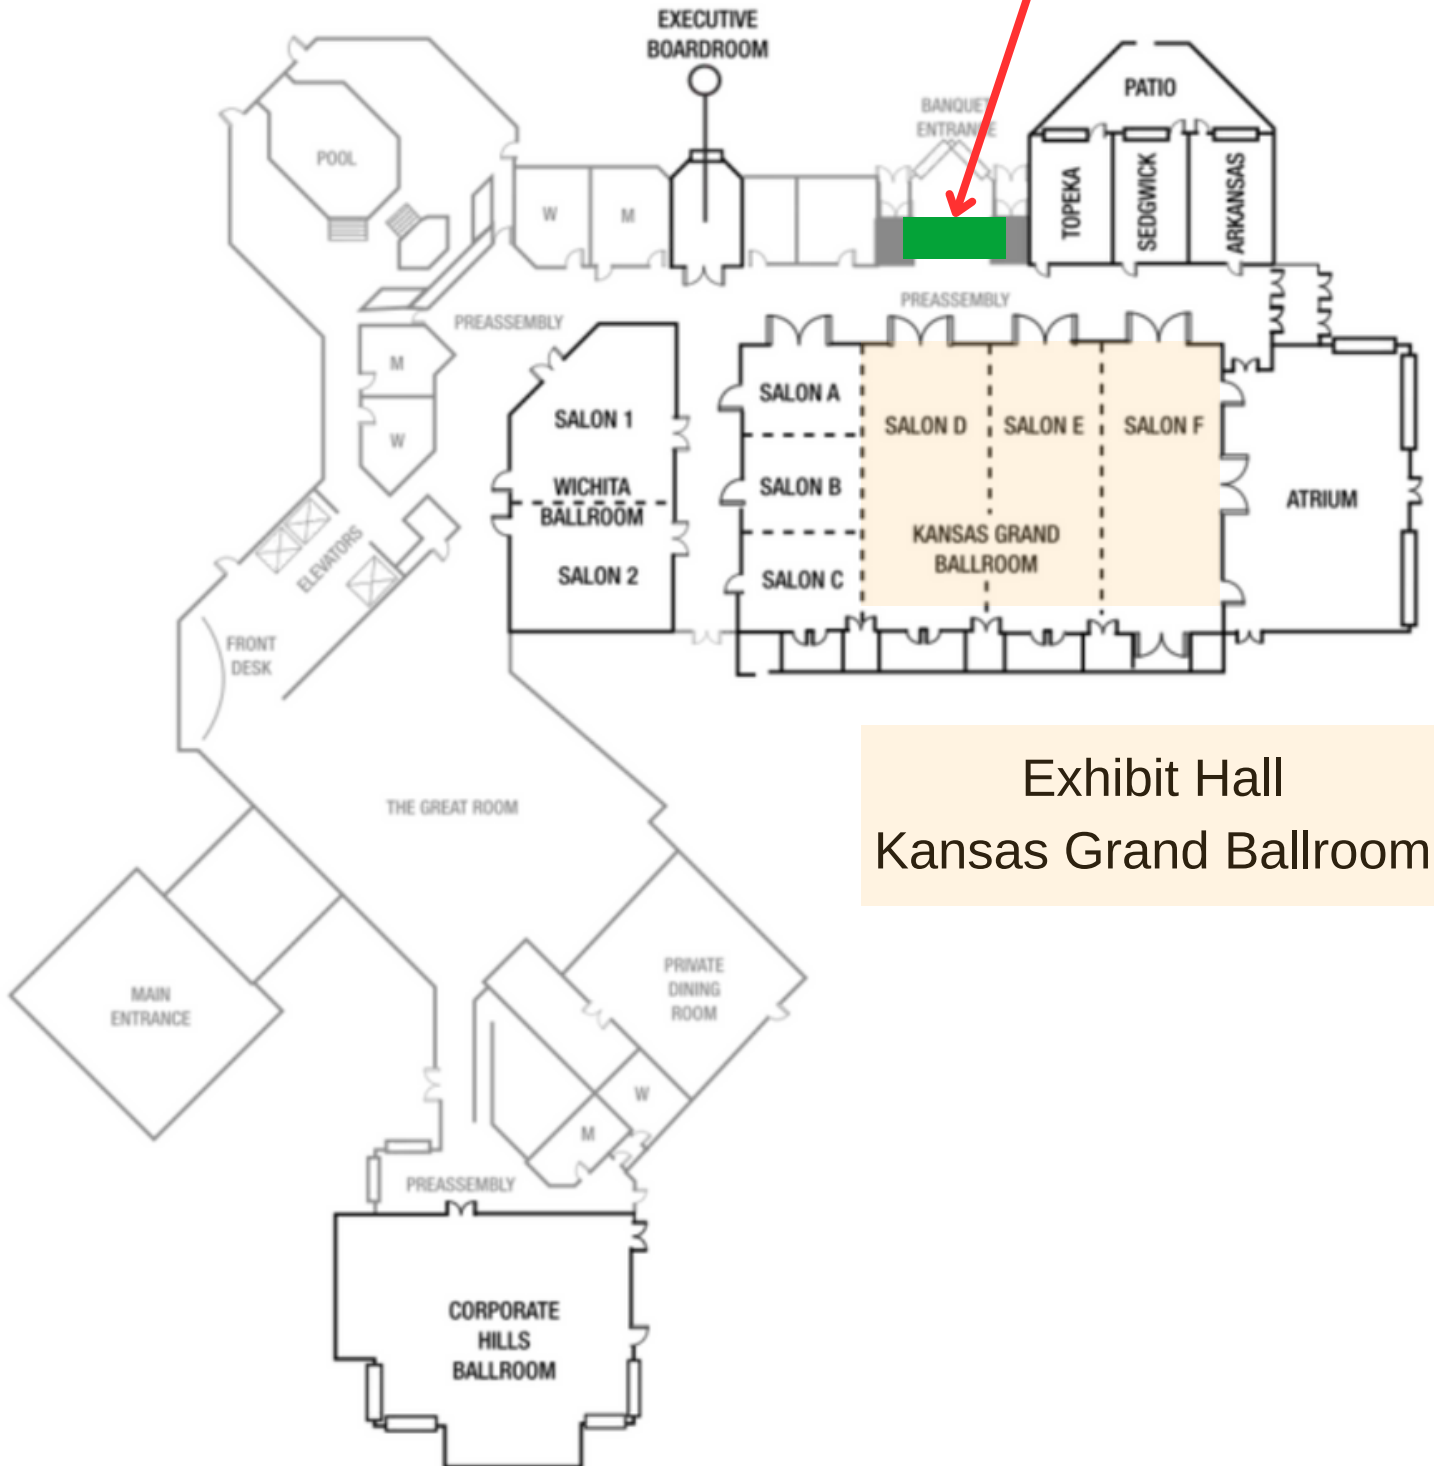 EXECUTIVE
BOARDROOM
PATIO
BANQUET
ENTRANCE
POOL
TOPEKA
SEDGWICK
ARKANSAS
W
M
PREASSEMBLY
PREASSEMBLY
M
W
SALON 1
WICHITA
BALLROOM
SALON 2
SALON A
SALON B
SALON C
SALON D
SALON E
SALON F
KANSAS GRAND
BALLROOM
ATRIUM
ELEVATORS
FRONT
DESK
Exhibit Hall
Kansas Grand Ballroom
THE GREAT ROOM
MAIN
ENTRANCE
PRIVATE
DINING
ROOM
W
M
PREASSEMBLY
CORPORATE
HILLS
BALLROOM